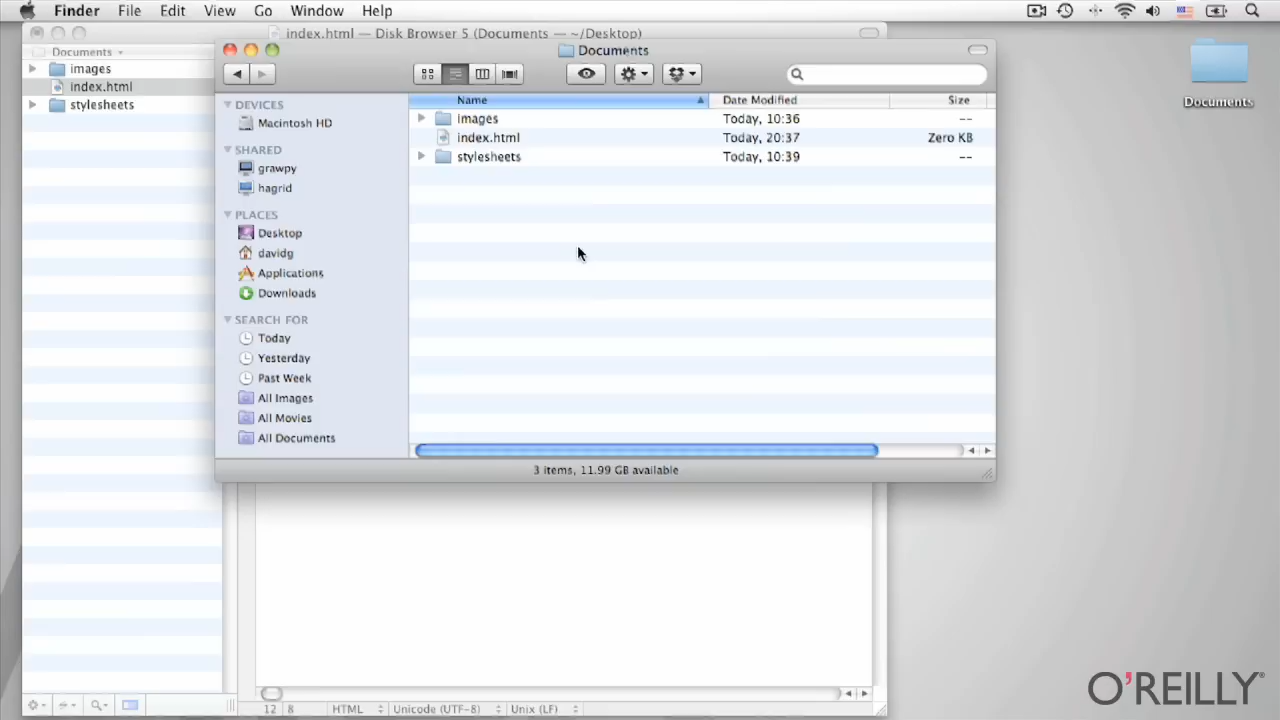 Finder File Edit View Go Window Help
index.html — Disk Browser 5 (Documents — ~/Desktop)
Documents
images
index.html
stylesheets
Documents
DEVICES
Macintosh HD
SHARED
grawpy
hagrid
PLACES
Desktop
davidg
Applications
Downloads
SEARCH FOR
Today
Yesterday
Past Week
All Images
All Movies
All Documents
Name Date Modified Size
images Today, 10:36 --
index.html Today, 20:37 Zero KB
stylesheets Today, 10:39 --
3 items, 11.99 GB available
Documents
12 8 HTML Unicode (UTF-8) Unix (LF)
O'REILLY®